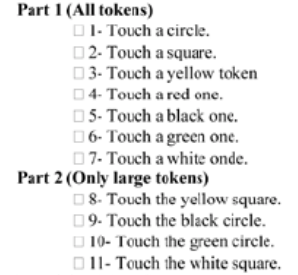 Part 1 (All tokens)
☐ 1- Touch a circle.
☐ 2- Touch a square.
☐ 3- Touch a yellow token
☐ 4- Touch a red one.
☐ 5- Touch a black one.
☐ 6- Touch a green one.
☐ 7- Touch a white onde.
Part 2 (Only large tokens)
☐ 8- Touch the yellow square.
☐ 9- Touch the black circle.
☐ 10- Touch the green circle.
☐ 11- Touch the white square.